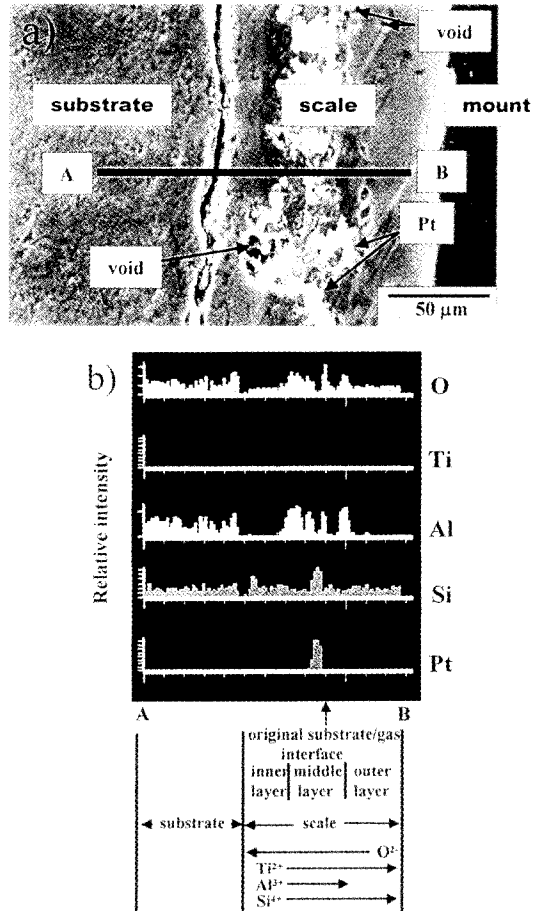 a)
void
substrate scale mount
A B
Pt
void
50 µm
b)
O
Ti
Al
Si
Pt
Relative intensity
A B
original substrate/gas
interface
inner middle outer
layer layer layer
substrate scale
O²⁻
Ti²⁺
Al³⁺
Si⁴⁺